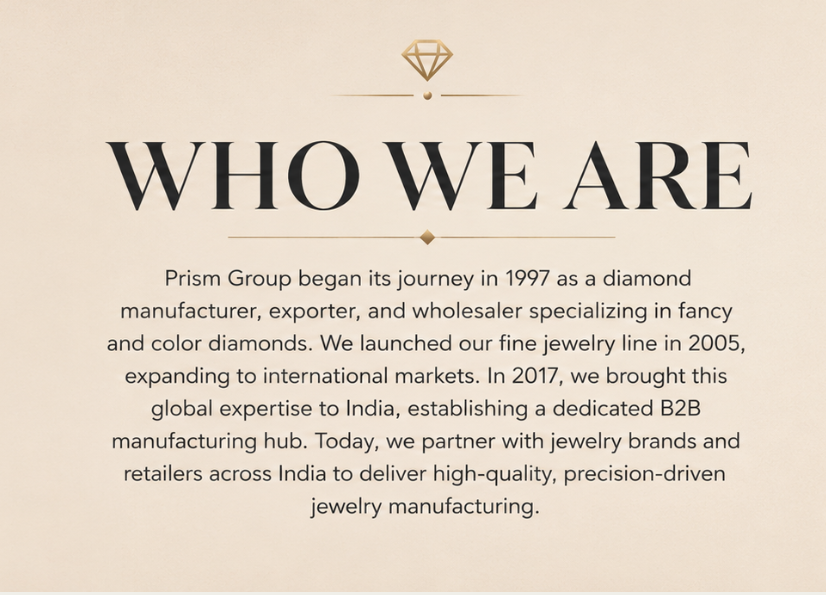 WHO WE ARE
Prism Group began its journey in 1997 as a diamond
manufacturer, exporter, and wholesaler specializing in fancy
and color diamonds. We launched our fine jewelry line in 2005,
expanding to international markets. In 2017, we brought this
global expertise to India, establishing a dedicated B2B
manufacturing hub. Today, we partner with jewelry brands and
retailers across India to deliver high-quality, precision-driven
jewelry manufacturing.